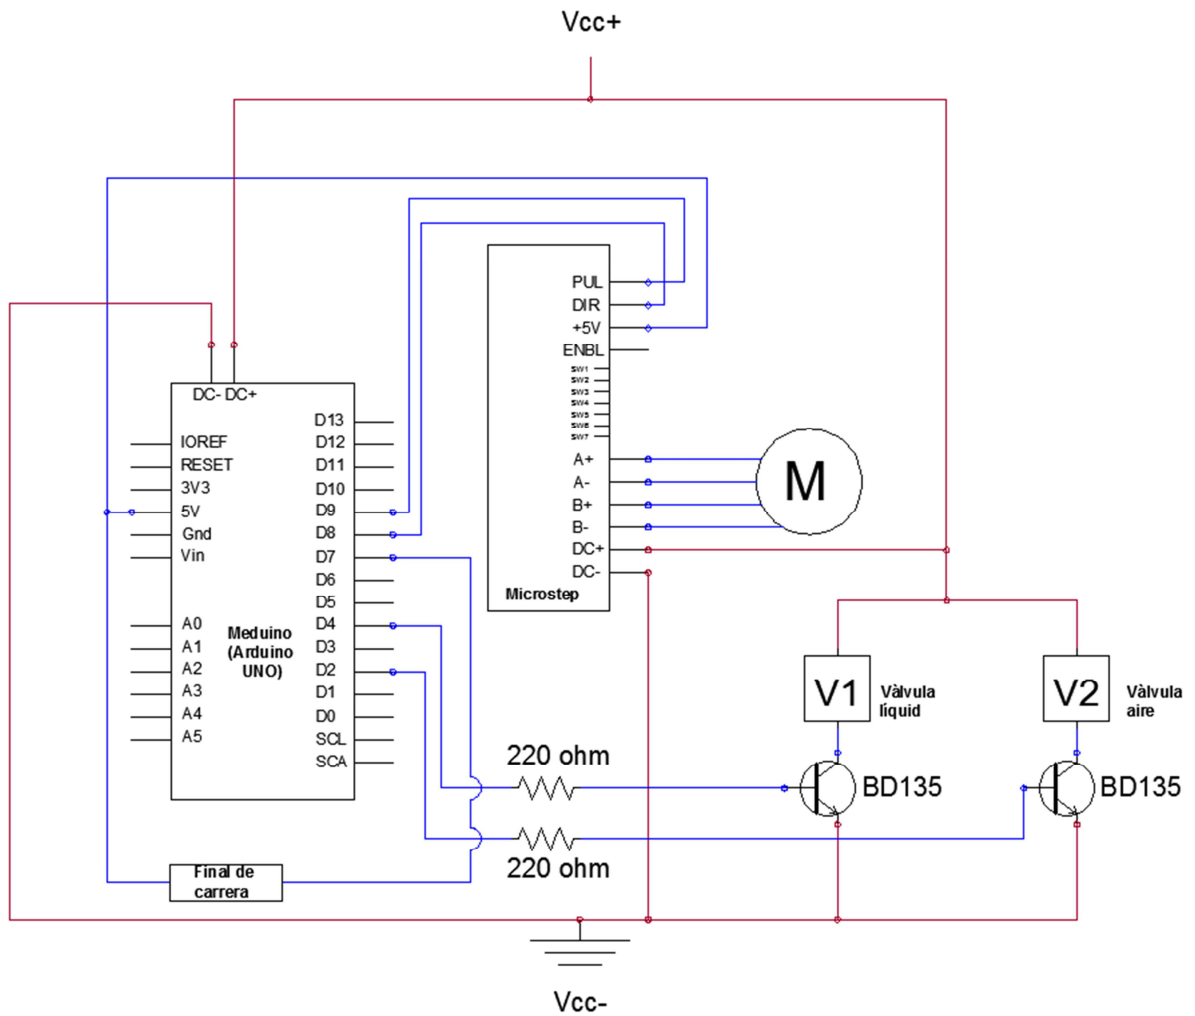 Vcc+
PUL
DIR
+5V
ENBL
SW1
SW2
SW3
SW4
SW5
SW6
SW7
A+
A-
B+
B-
DC+
DC-
Microstep
M
DC- DC+
IOREF
RESET
3V3
5V
Gnd
Vin
A0
A1
A2
A3
A4
A5
Meduino
(Arduino
UNO)
D13
D12
D11
D10
D9
D8
D7
D6
D5
D4
D3
D2
D1
D0
SCL
SCA
V1
Vàlvula
líquid
V2
Vàlvula
aire
220 ohm
BD135
BD135
220 ohm
Final de
carrera
Vcc-